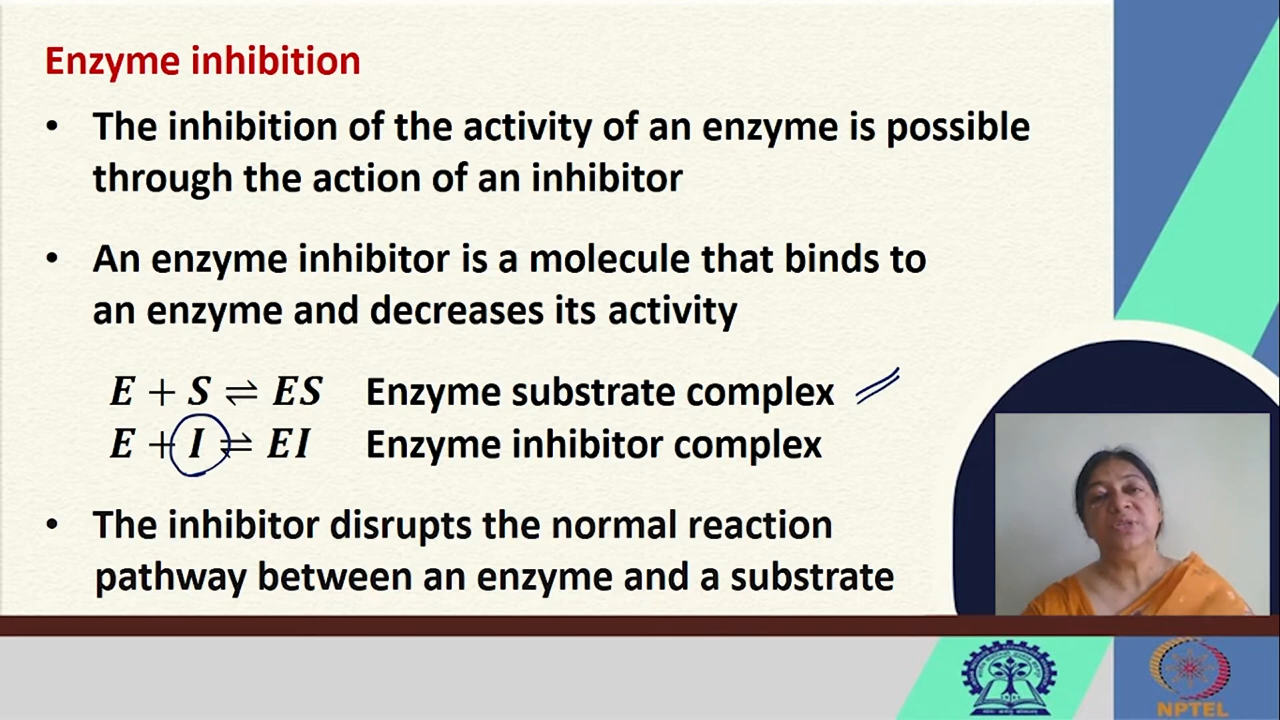 Enzyme inhibition
• The inhibition of the activity of an enzyme is possible
through the action of an inhibitor
• An enzyme inhibitor is a molecule that binds to
an enzyme and decreases its activity
E + S ⇌ ES Enzyme substrate complex
E + I ⇌ EI Enzyme inhibitor complex
• The inhibitor disrupts the normal reaction
pathway between an enzyme and a substrate
NPTEL